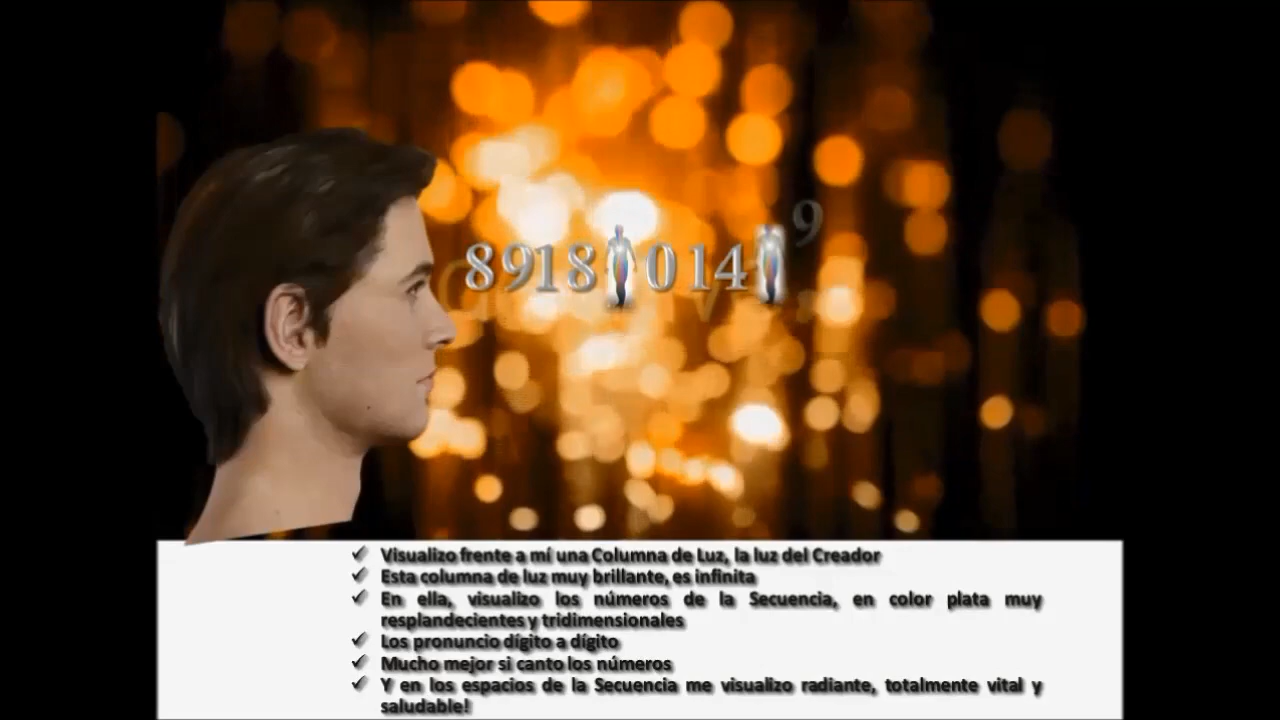 8918 014 9
✓ Visualizo frente a mí una Columna de Luz, la luz del Creador
✓ Esta columna de luz muy brillante, es infinita
✓ En ella, visualizo los números de la Secuencia, en color plata muy
resplandecientes y tridimensionales
✓ Los pronuncio dígito a dígito
✓ Mucho mejor si canto los números
✓ Y en los espacios de la Secuencia me visualizo radiante, totalmente vital y
saludable!